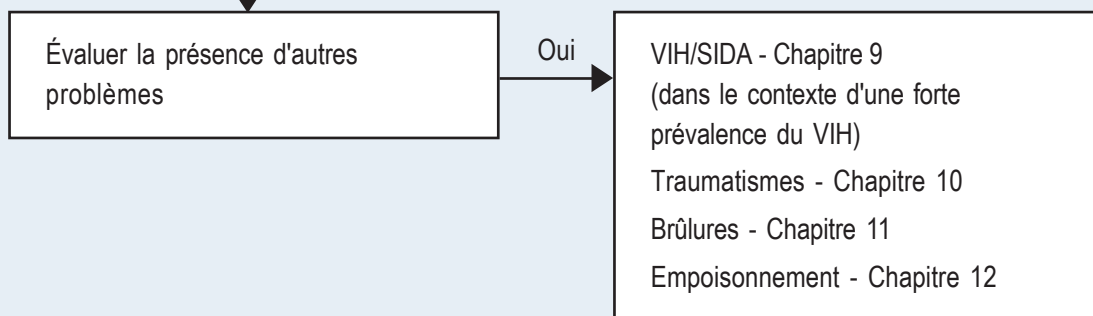 Évaluer la présence d'autres
problèmes
Oui
VIH/SIDA - Chapitre 9
(dans le contexte d'une forte
prévalence du VIH)
Traumatismes - Chapitre 10
Brûlures - Chapitre 11
Empoisonnement - Chapitre 12